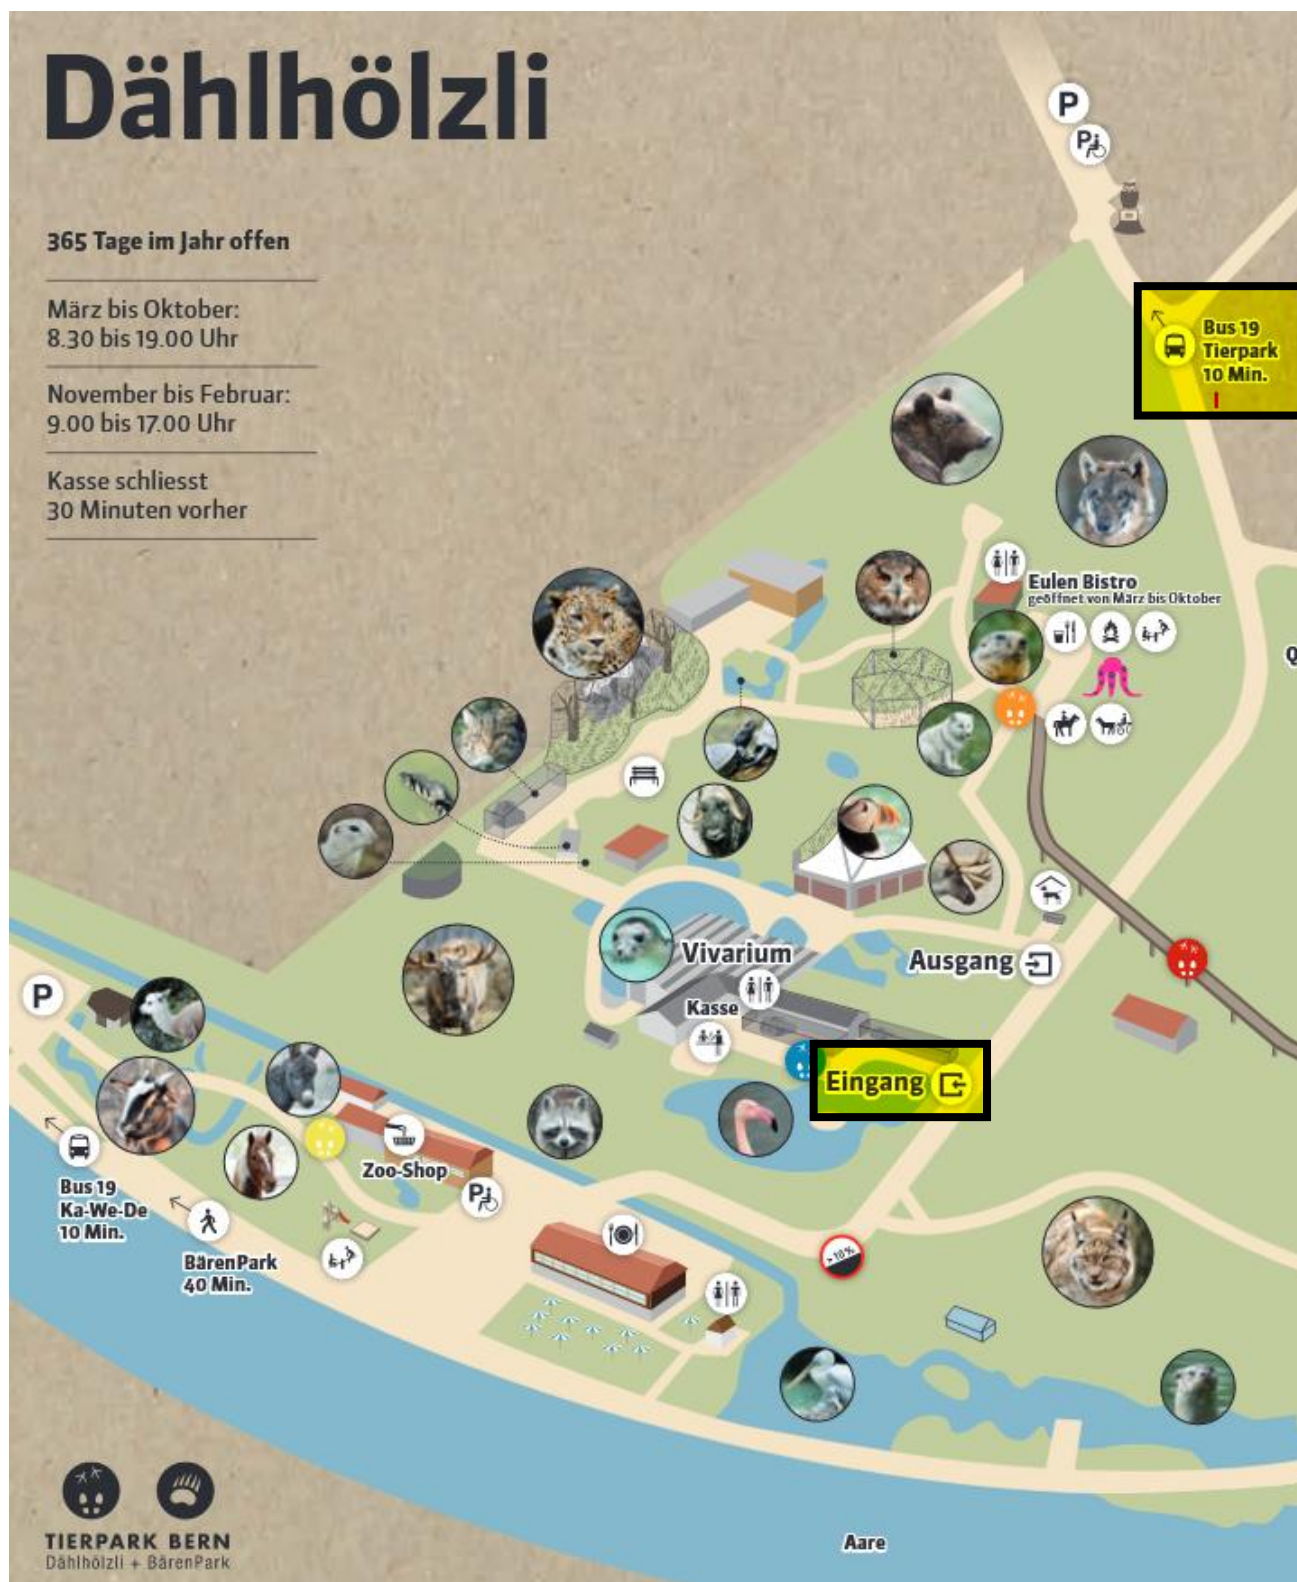 Dählhölzli
365 Tage im Jahr offen
März bis Oktober:
8.30 bis 19.00 Uhr
November bis Februar:
9.00 bis 17.00 Uhr
Kasse schliesst
30 Minuten vorher
P
P
Bus 19
Tierpark
10 Min.
Eulen Bistro
geöffnet von März bis Oktober
Q
Vivarium
Ausgang
Kasse
Eingang
P
Zoo-Shop
P
Bus 19
Ka-We-De
10 Min.
BärenPark
40 Min.
>10%
Aare
TIERPARK BERN
Dählhölzli + BärenPark